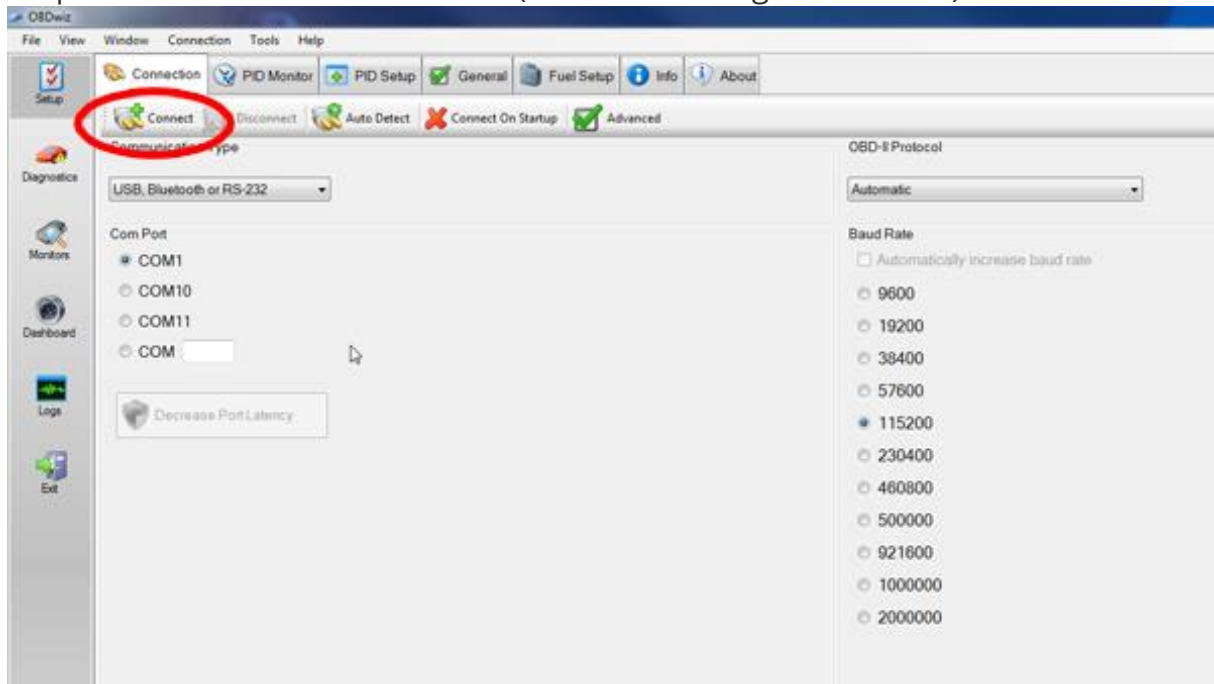 OBDwiz
File View Window Connection Tools Help
Connection PID Monitor PID Setup General Fuel Setup Info About
Setup
Connect Disconnect Auto Detect Connect On Startup Advanced
Communication Type
OBD-II Protocol
Diagnostics
USB, Bluetooth or RS-232
Automatic
Com Port
Baud Rate
Monitors
COM1
Automatically increase baud rate
COM10
9600
COM11
19200
Dashboard
COM
38400
57600
Logs
Decrease Port Latency
115200
230400
Exit
460800
500000
921600
1000000
2000000